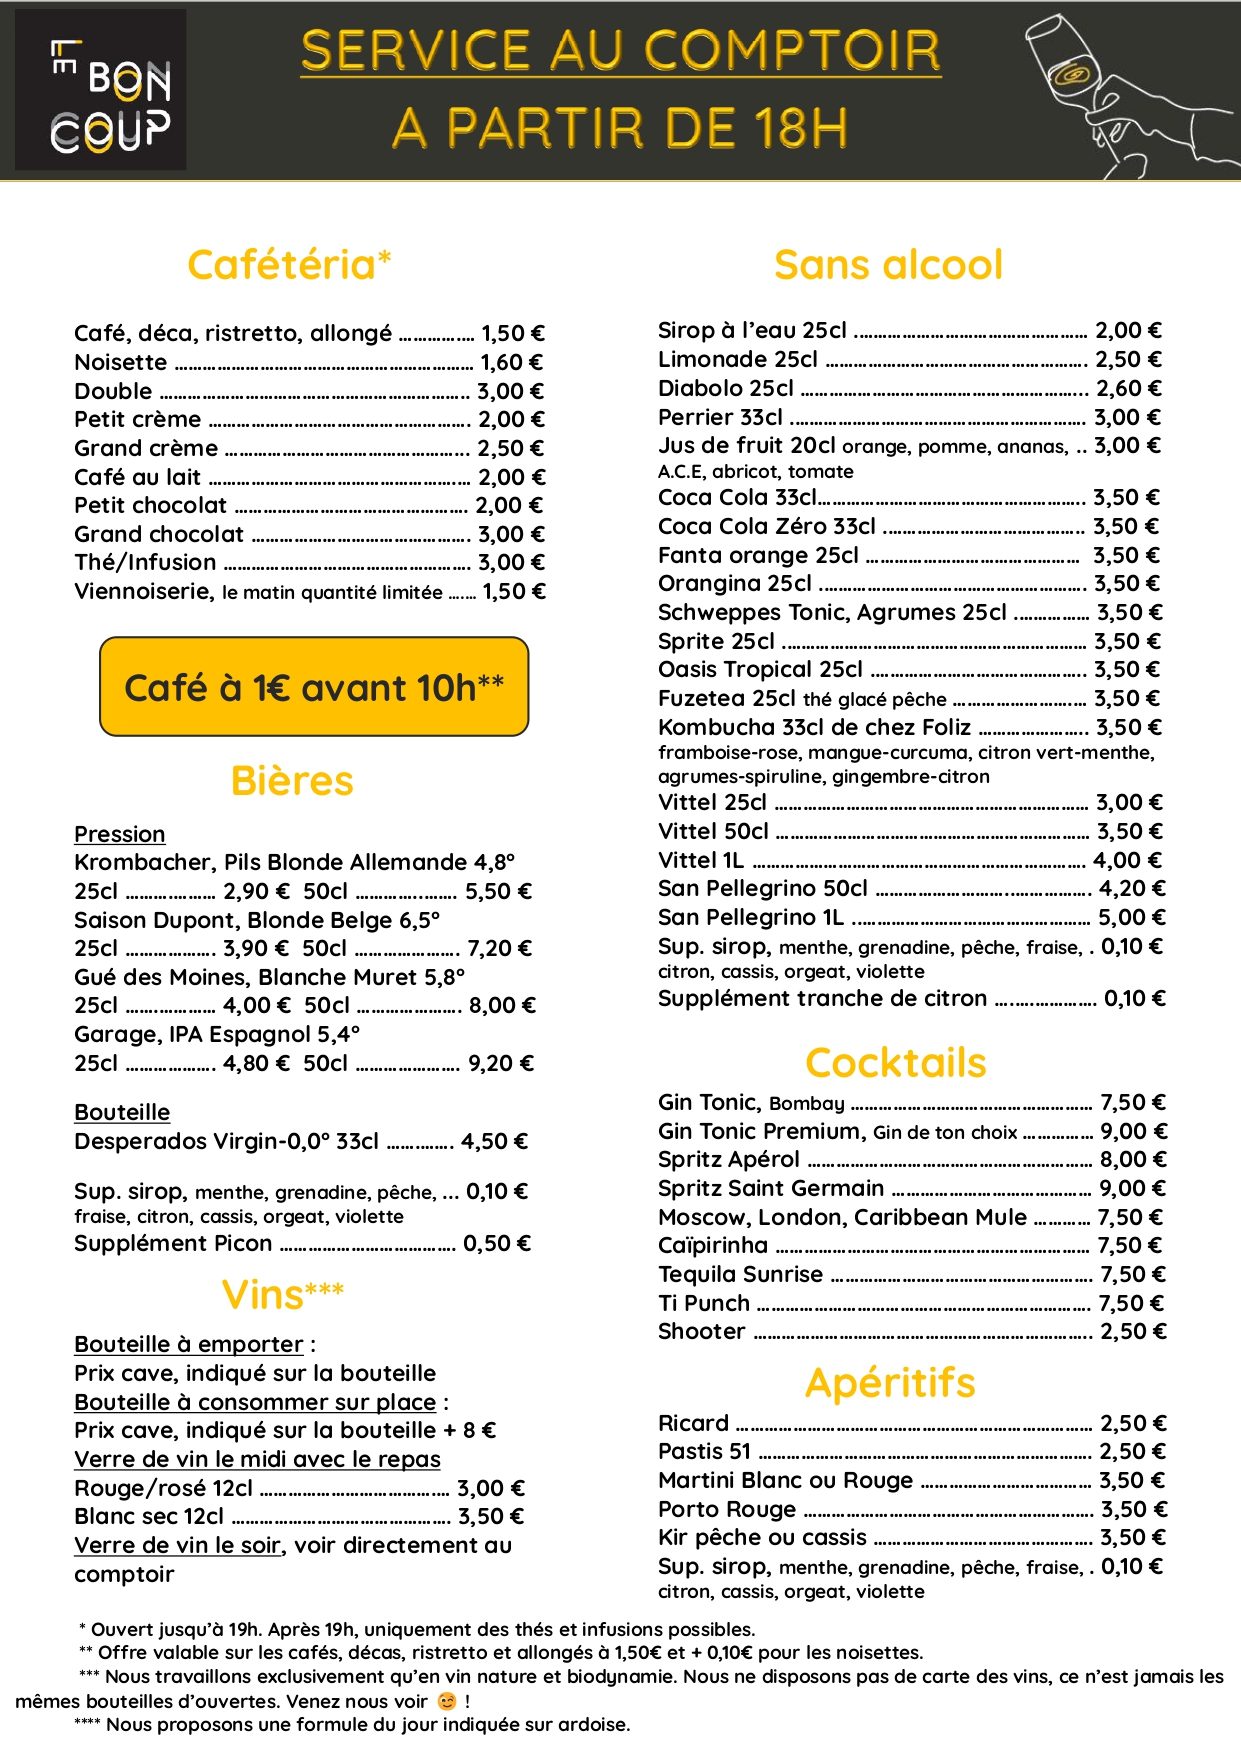 LE
BON
COUP
SERVICE AU COMPTOIR
A PARTIR DE 18H
Cafétéria*
Café, déca, ristretto, allongé ................ 1,50 €
Noisette ........................................................ 1,60 €
Double .......................................................... 3,00 €
Petit crème ................................................. 2,00 €
Grand crème ............................................... 2,50 €
Café au lait ................................................. 2,00 €
Petit chocolat ............................................ 2,00 €
Grand chocolat ......................................... 3,00 €
Thé/Infusion .............................................. 3,00 €
Viennoiserie, le matin quantité limitée ....... 1,50 €
Café à 1€ avant 10h**
Bières
Pression
Krombacher, Pils Blonde Allemande 4,8°
25cl .................. 2,90 € 50cl .................... 5,50 €
Saison Dupont, Blonde Belge 6,5°
25cl .................. 3,90 € 50cl .................... 7,20 €
Gué des Moines, Blanche Muret 5,8°
25cl .................. 4,00 € 50cl .................... 8,00 €
Garage, IPA Espagnol 5,4°
25cl .................. 4,80 € 50cl .................... 9,20 €
Bouteille
Desperados Virgin-0,0° 33cl ............. 4,50 €
Sup. sirop, menthe, grenadine, pêche, ... 0,10 €
fraise, citron, cassis, orgeat, violette
Supplément Picon .................................. 0,50 €
Vins***
Bouteille à emporter :
Prix cave, indiqué sur la bouteille
Bouteille à consommer sur place :
Prix cave, indiqué sur la bouteille + 8 €
Verre de vin le midi avec le repas
Rouge/rosé 12cl ..................................... 3,00 €
Blanc sec 12cl ......................................... 3,50 €
Verre de vin le soir, voir directement au
comptoir
Sans alcool
Sirop à l’eau 25cl ............................................ 2,00 €
Limonade 25cl ................................................. 2,50 €
Diabolo 25cl ..................................................... 2,60 €
Perrier 33cl ....................................................... 3,00 €
Jus de fruit 20cl orange, pomme, ananas, .. 3,00 €
A.C.E, abricot, tomate
Coca Cola 33cl.................................................. 3,50 €
Coca Cola Zéro 33cl ...................................... 3,50 €
Fanta orange 25cl ......................................... 3,50 €
Orangina 25cl .................................................. 3,50 €
Schweppes Tonic, Agrumes 25cl ............... 3,50 €
Sprite 25cl ......................................................... 3,50 €
Oasis Tropical 25cl ........................................ 3,50 €
Fuzetea 25cl thé glacé pêche ......................... 3,50 €
Kombucha 33cl de chez Foliz ...................... 3,50 €
framboise-rose, mangue-curcuma, citron vert-menthe,
agrumes-spiruline, gingembre-citron
Vittel 25cl .......................................................... 3,00 €
Vittel 50cl .......................................................... 3,50 €
Vittel 1L .............................................................. 4,00 €
San Pellegrino 50cl ......................................... 4,20 €
San Pellegrino 1L ............................................ 5,00 €
Sup. sirop, menthe, grenadine, pêche, fraise, . 0,10 €
citron, cassis, orgeat, violette
Supplément tranche de citron .................... 0,10 €
Cocktails
Gin Tonic, Bombay .............................................. 7,50 €
Gin Tonic Premium, Gin de ton choix .............. 9,00 €
Spritz Apérol ..................................................... 8,00 €
Spritz Saint Germain ...................................... 9,00 €
Moscow, London, Caribbean Mule ............ 7,50 €
Caïpirinha .......................................................... 7,50 €
Tequila Sunrise ................................................. 7,50 €
Ti Punch .............................................................. 7,50 €
Shooter ............................................................... 2,50 €
Apéritifs
Ricard ................................................................... 2,50 €
Pastis 51 .............................................................. 2,50 €
Martini Blanc ou Rouge ................................ 3,50 €
Porto Rouge ...................................................... 3,50 €
Kir pêche ou cassis ......................................... 3,50 €
Sup. sirop, menthe, grenadine, pêche, fraise, . 0,10 €
citron, cassis, orgeat, violette
* Ouvert jusqu’à 19h. Après 19h, uniquement des thés et infusions possibles.
** Offre valable sur les cafés, décas, ristretto et allongés à 1,50€ et + 0,10€ pour les noisettes.
*** Nous travaillons exclusivement qu’en vin nature et biodynamie. Nous ne disposons pas de carte des vins, ce n’est jamais les
mêmes bouteilles d’ouvertes. Venez nous voir 😉 !
**** Nous proposons une formule du jour indiquée sur ardoise.